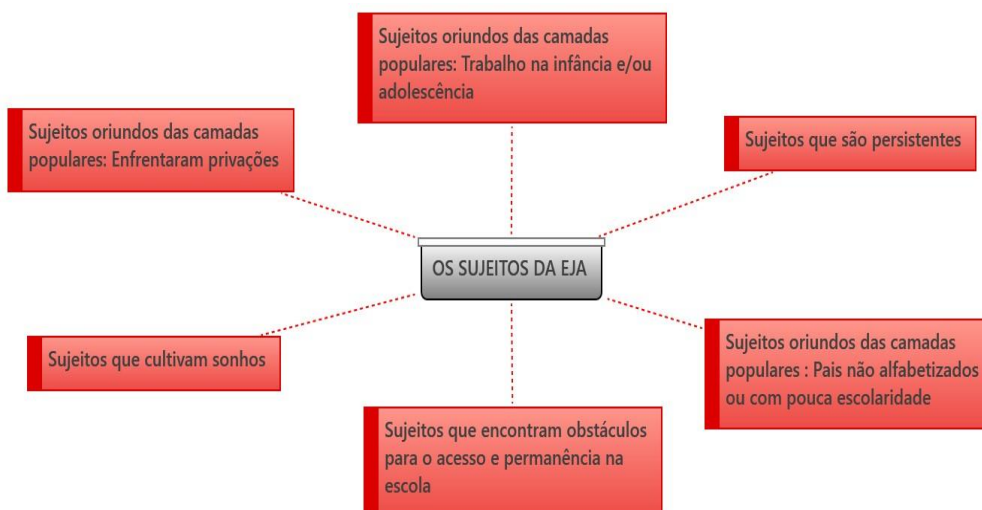 Sujeitos oriundos das camadas
populares: Trabalho na infância e/ou
adolescência
Sujeitos oriundos das camadas
populares: Enfrentaram privações
Sujeitos que são persistentes
OS SUJEITOS DA EJA
Sujeitos que cultivam sonhos
Sujeitos oriundos das camadas
populares : Pais não alfabetizados
ou com pouca escolaridade
Sujeitos que encontram obstáculos
para o acesso e permanência na
escola